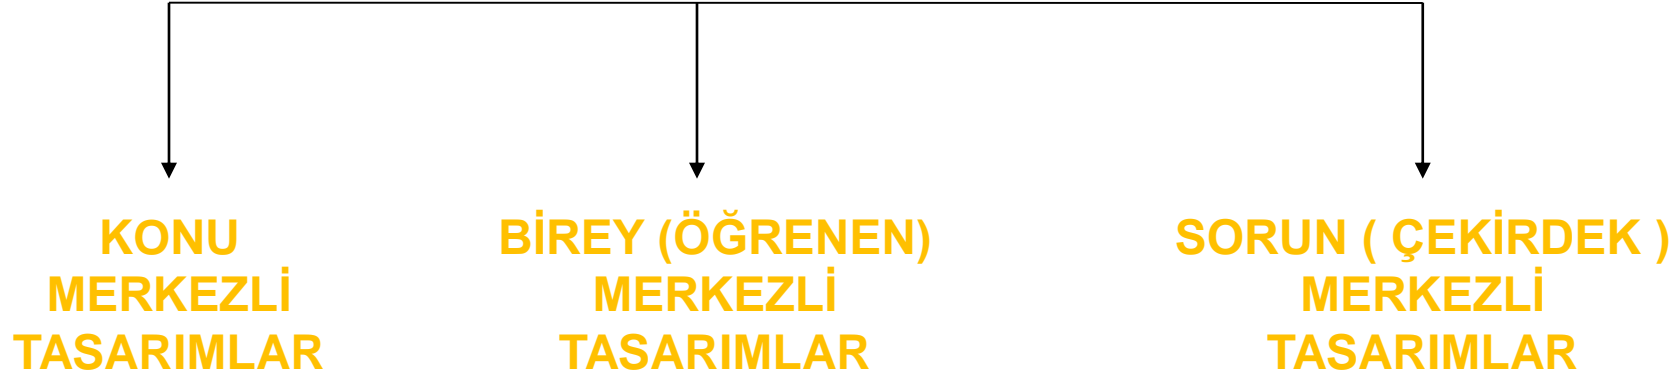 KONU
MERKEZLİ
TASARIMLAR
BİREY (ÖĞRENEN)
MERKEZLİ
TASARIMLAR
SORUN ( ÇEKİRDEK )
MERKEZLİ
TASARIMLAR